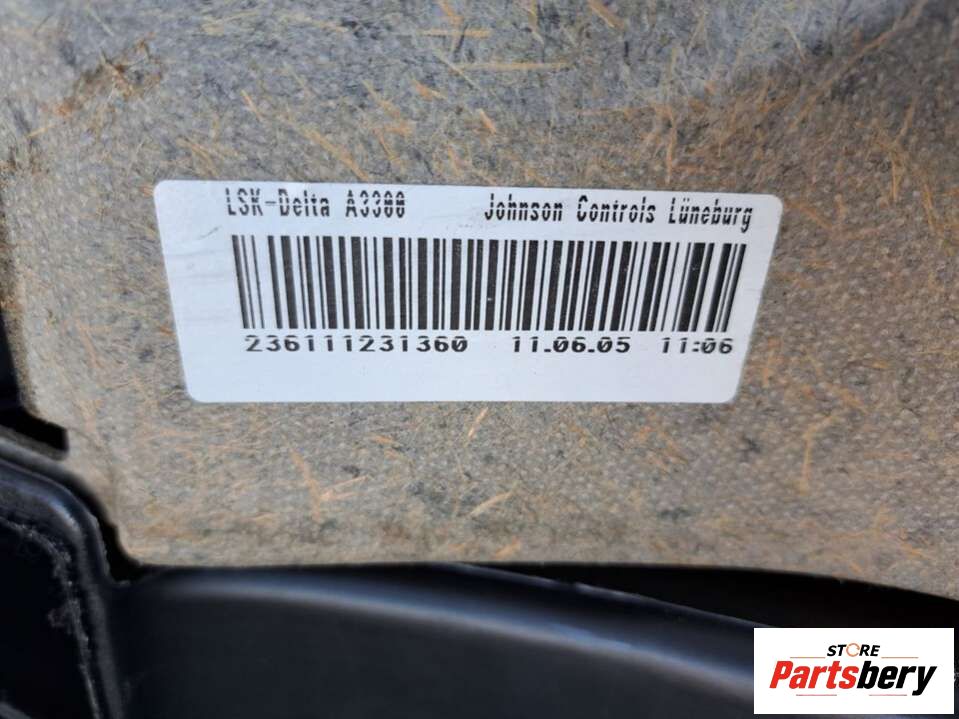 LSK-Delta A3300 Johnson Controls Lüneburg
236111231360 11.06.05 11:06
STORE
Partsbery